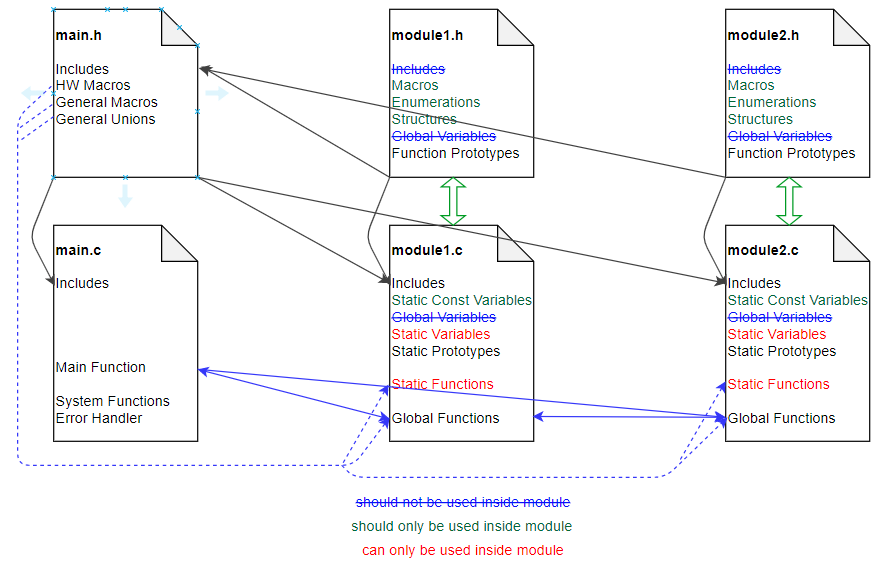 main.h
Includes
HW Macros
General Macros
General Unions
module1.h
Includes
Macros
Enumerations
Structures
Global Variables
Function Prototypes
module2.h
Includes
Macros
Enumerations
Structures
Global Variables
Function Prototypes
main.c
Includes
Main Function
System Functions
Error Handler
module1.c
Includes
Static Const Variables
Global Variables
Static Variables
Static Prototypes
Static Functions
Global Functions
module2.c
Includes
Static Const Variables
Global Variables
Static Variables
Static Prototypes
Static Functions
Global Functions
should not be used inside module
should only be used inside module
can only be used inside module